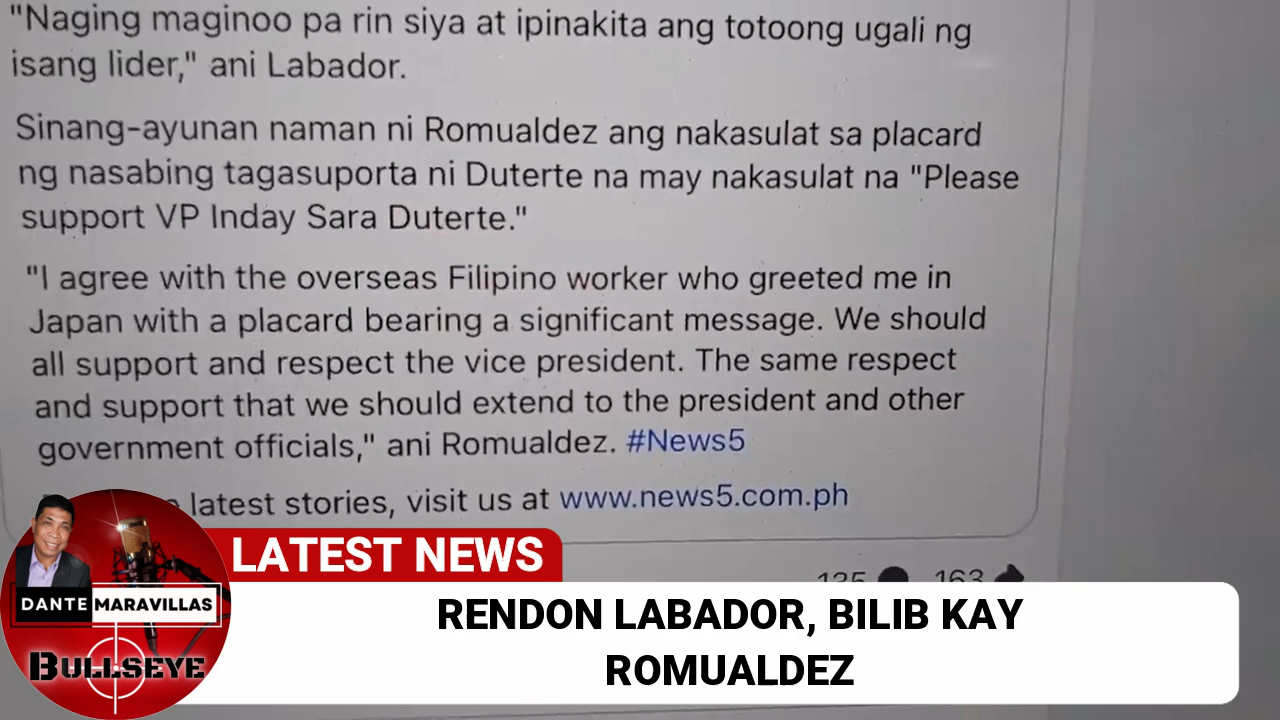 "Naging maginoo pa rin siya at ipinakita ang totoong ugali ng
isang lider," ani Labador.
Sinang-ayunan naman ni Romualdez ang nakasulat sa placard
ng nasabing tagasuporta ni Duterte na may nakasulat na "Please
support VP Inday Sara Duterte."
"I agree with the overseas Filipino worker who greeted me in
Japan with a placard bearing a significant message. We should
all support and respect the vice president. The same respect
and support that we should extend to the president and other
government officials," ani Romualdez. #News5
latest stories, visit us at www.news5.com.ph
135 163
LATEST NEWS
DANTE MARAVILLAS
BULLSEYE
RENDON LABADOR, BILIB KAY
ROMUALDEZ